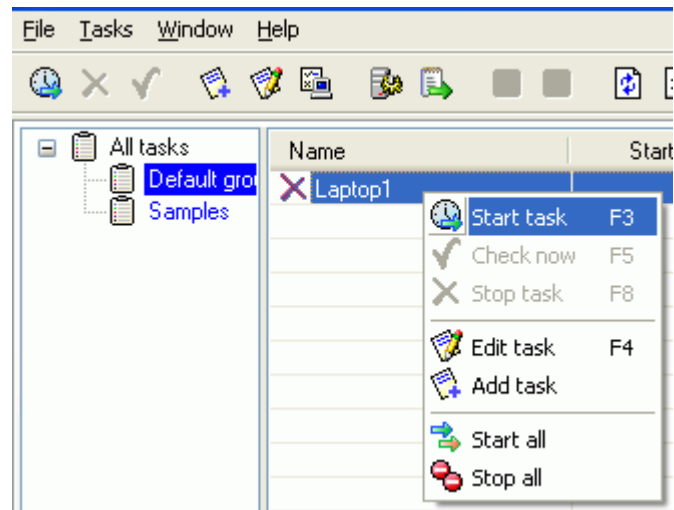 File Tasks Window Help
All tasks
Default gro
Samples
Name Start
Laptop1
Start task F3
Check now F5
Stop task F8
Edit task F4
Add task
Start all
Stop all